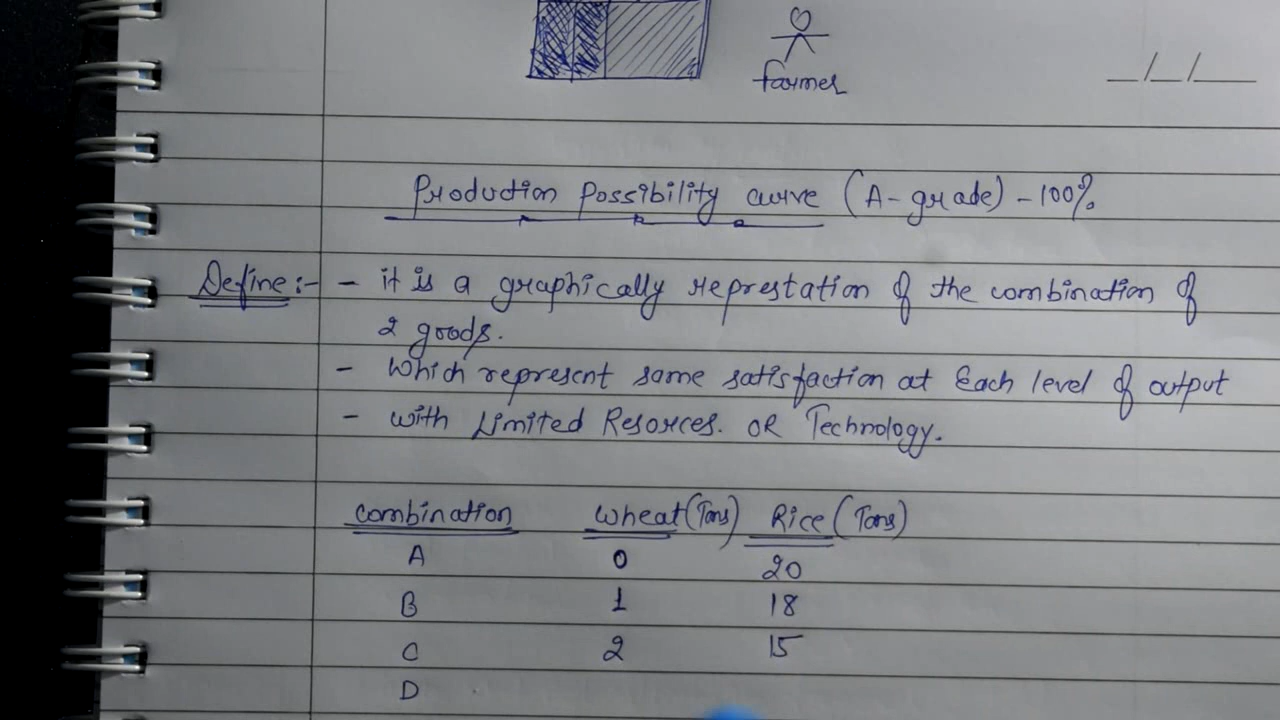 farmer
_/_/__
Production Possibility curve (A-grade) - 100%
Define:- - it is a graphically represtation of the combination of
2 goods.
- Which represent same satisfaction at Each level of output
- with Limited Resorces. OR Technology.
Combination Wheat (Tons) Rice (Tons)
A 0 20
B 1 18
C 2 15
D